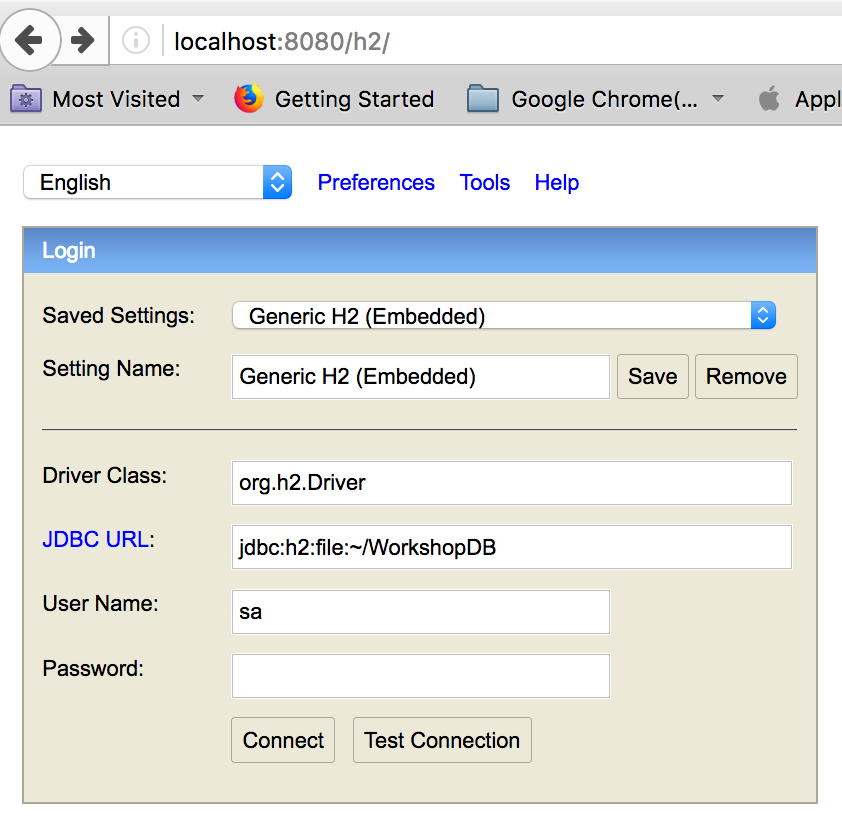 localhost:8080/h2/
Most Visited Getting Started Google Chrome(... Appl
English Preferences Tools Help
Login
Saved Settings: Generic H2 (Embedded)
Setting Name: Generic H2 (Embedded) Save Remove
Driver Class: org.h2.Driver
JDBC URL: jdbc:h2:file:~/WorkshopDB
User Name: sa
Password:
Connect Test Connection